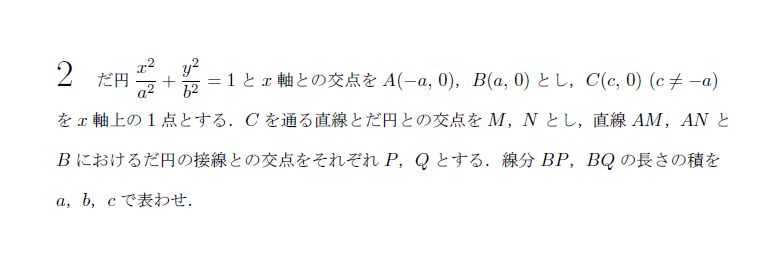 2 だ円 $\frac{x^2}{a^2} + \frac{y^2}{b^2} = 1$ と $x$ 軸との交点を $A(-a, 0)$，$B(a, 0)$ とし，$C(c, 0)$ $(c \neq -a)$
を $x$ 軸上の 1 点とする．$C$ を通る直線とだ円との交点を $M$，$N$ とし，直線 $AM$，$AN$ と
$B$ におけるだ円の接線との交点をそれぞれ $P$，$Q$ とする．線分 $BP$，$BQ$ の長さの積を
$a$，$b$，$c$ で表わせ．